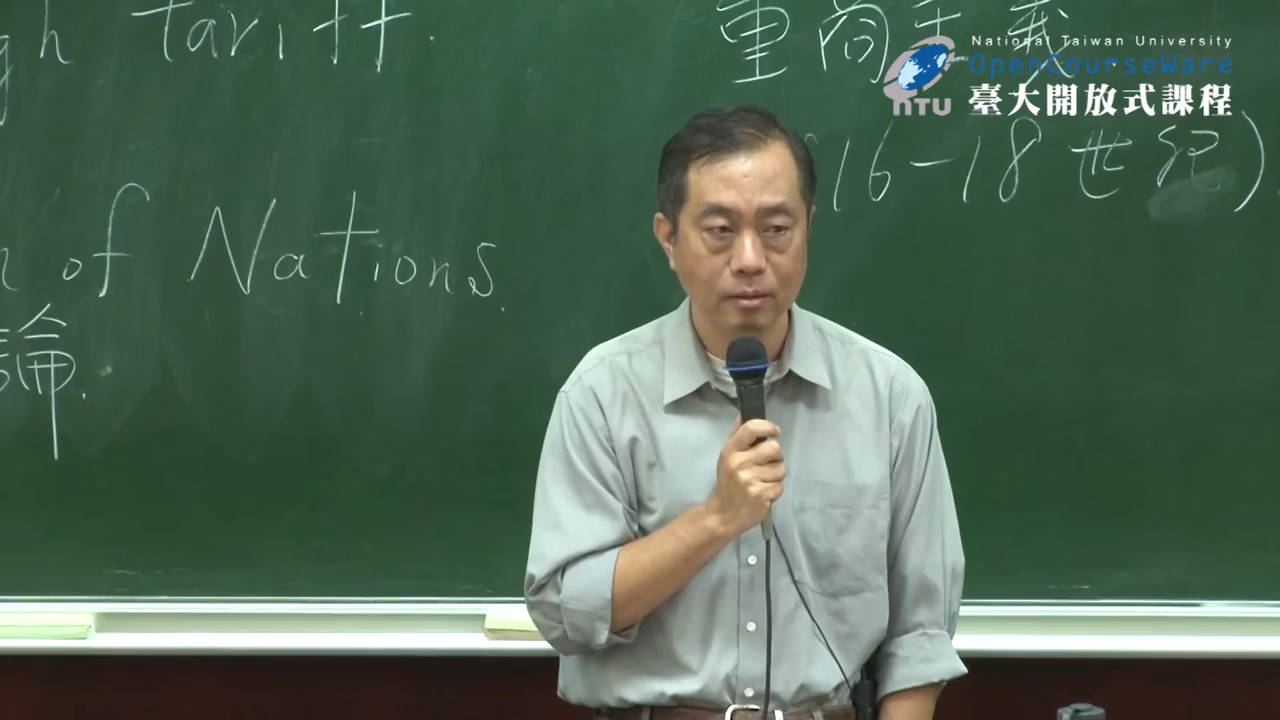 gh tariff.
of Nations.
論.
重商主義
(16-18世紀)
National Taiwan University
OpenCourseWare
NTU
臺大開放式課程